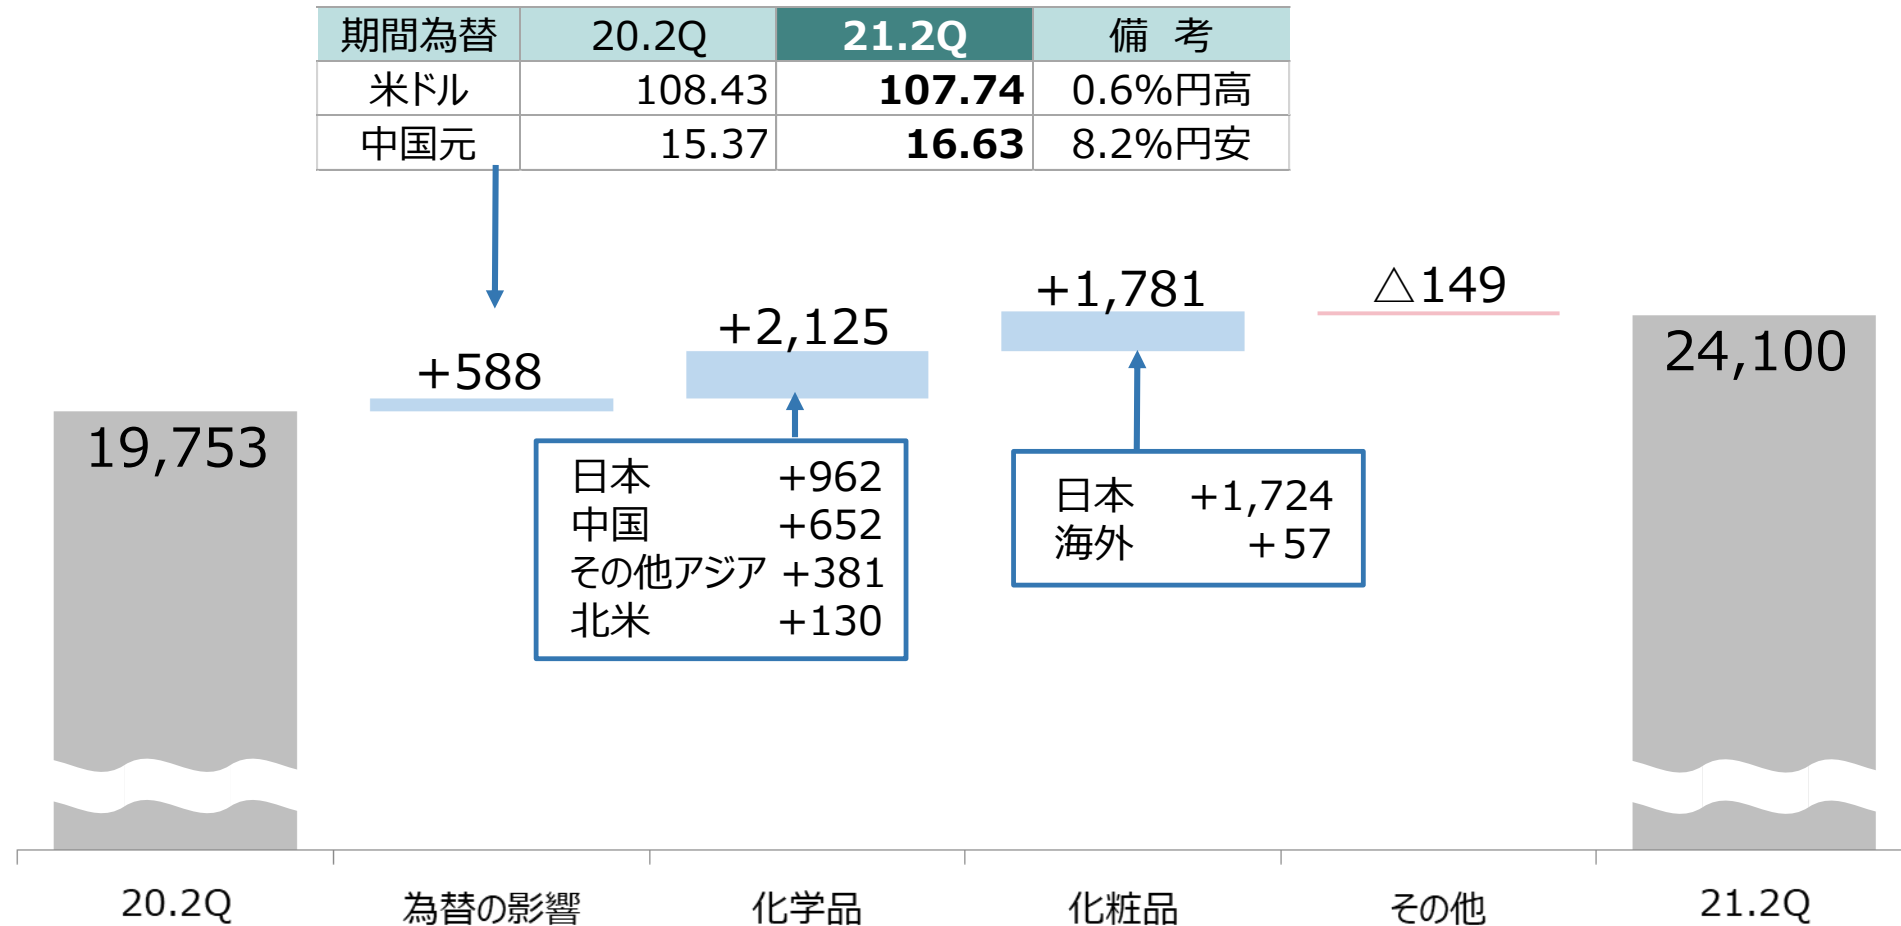 期間為替 20.2Q 21.2Q 備 考
米ドル 108.43 107.74 0.6%円高
中国元 15.37 16.63 8.2%円安
19,753
+588
+2,125
+1,781
△149
24,100
日本 +962
中国 +652
その他アジア +381
北米 +130
日本 +1,724
海外 +57
20.2Q 為替の影響 化学品 化粧品 その他 21.2Q